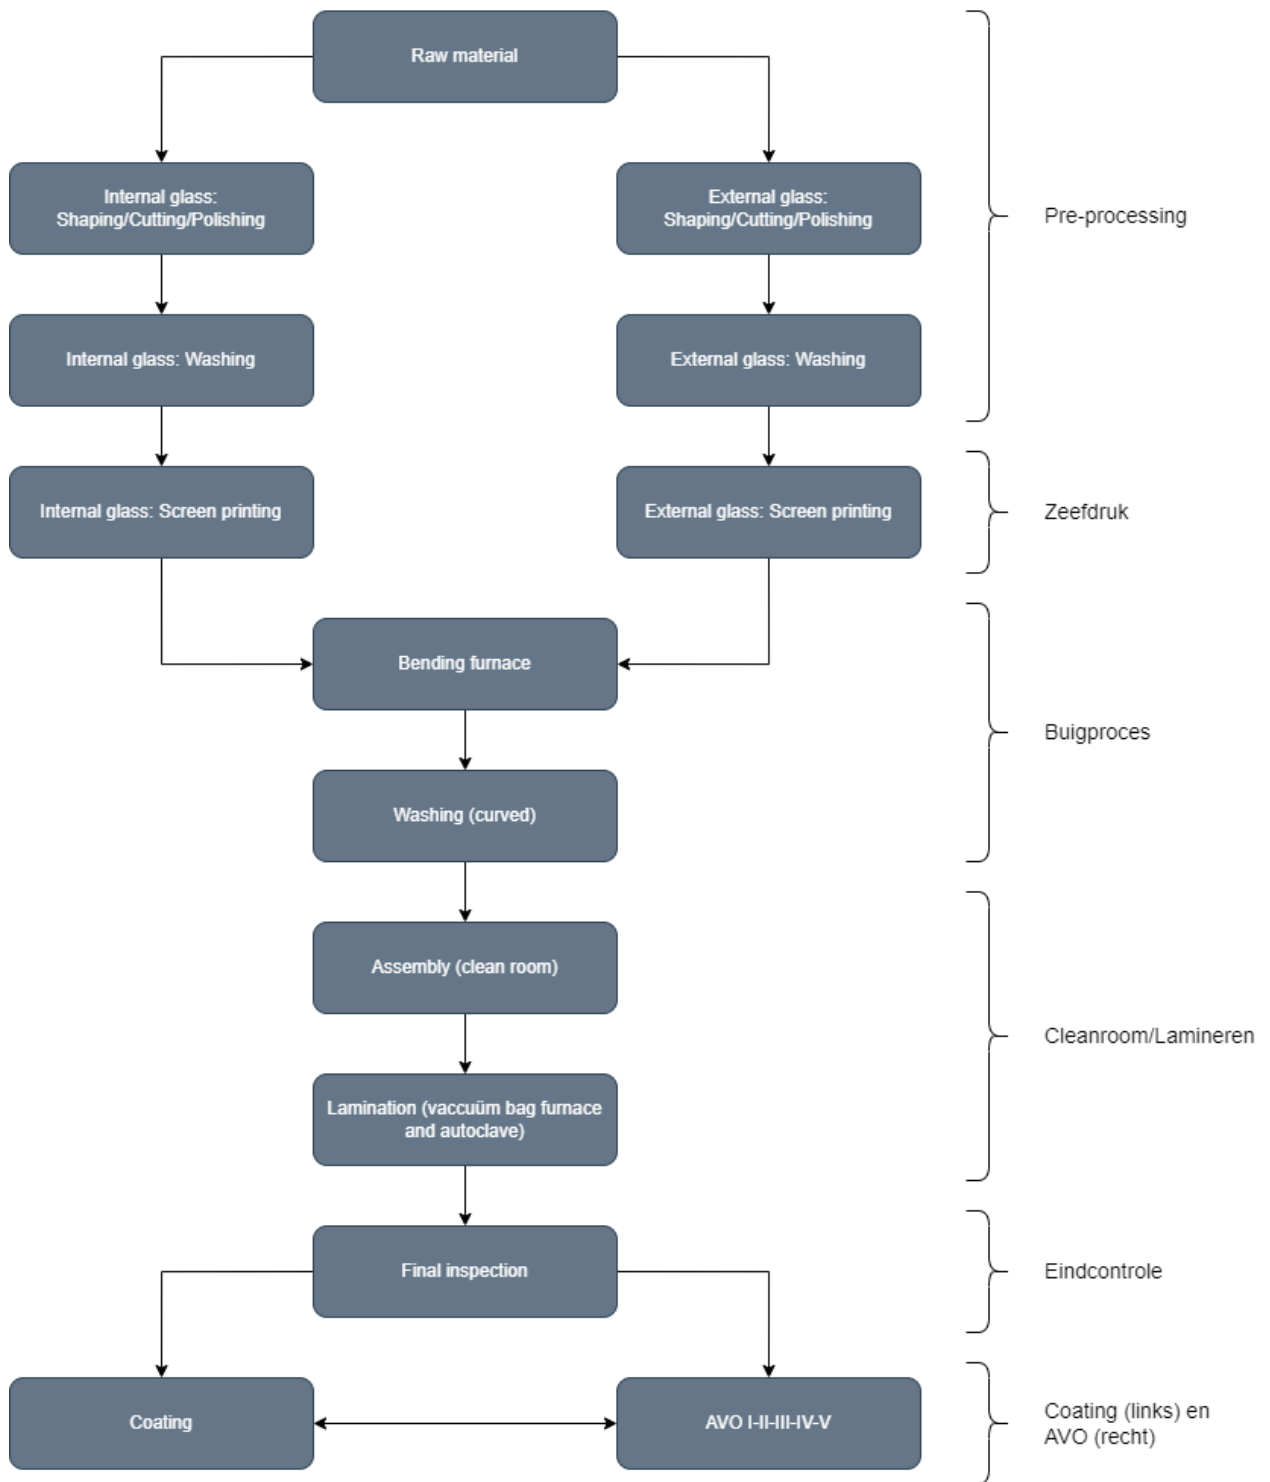 Raw material
Internal glass:
Shaping/Cutting/Polishing
External glass:
Shaping/Cutting/Polishing
Pre-processing
Internal glass: Washing
External glass: Washing
Internal glass: Screen printing
External glass: Screen printing
Zeefdruk
Bending furnace
Buigproces
Washing (curved)
Assembly (clean room)
Cleanroom/Lamineren
Lamination (vaccuüm bag furnace
and autoclave)
Final inspection
Eindcontrole
Coating
AVO I-II-III-IV-V
Coating (links) en
AVO (recht)